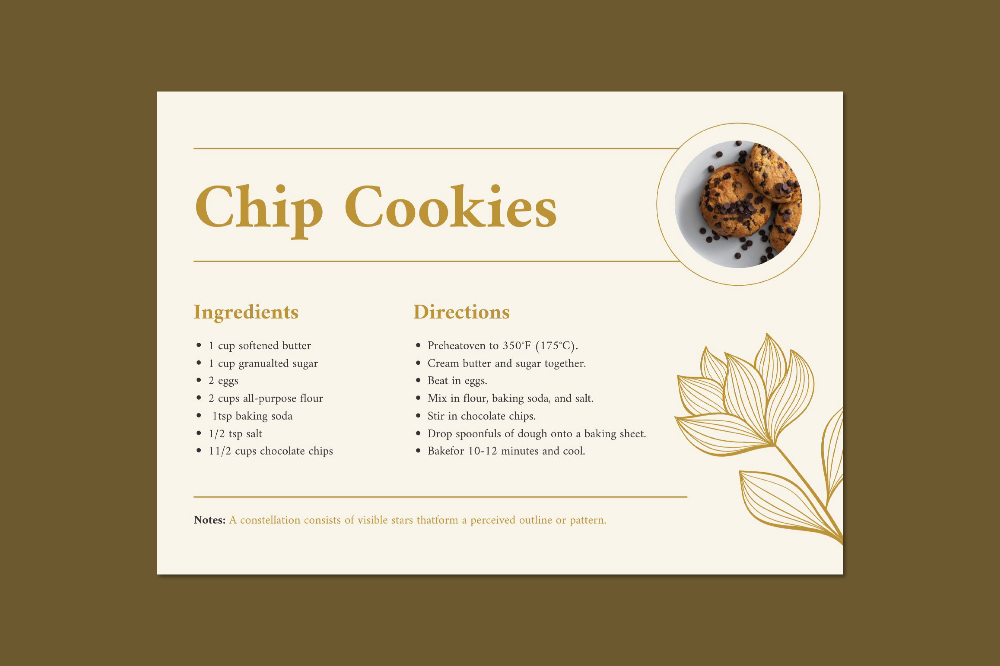 Chip Cookies
Ingredients
• 1 cup softened butter
• 1 cup granualted sugar
• 2 eggs
• 2 cups all-purpose flour
• 1tsp baking soda
• 1/2 tsp salt
• 11/2 cups chocolate chips
Directions
• Preheatoven to 350°F (175°C).
• Cream butter and sugar together.
• Beat in eggs.
• Mix in flour, baking soda, and salt.
• Stir in chocolate chips.
• Drop spoonfuls of dough onto a baking sheet.
• Bakefor 10-12 minutes and cool.
Notes: A constellation consists of visible stars thatform a perceived outline or pattern.